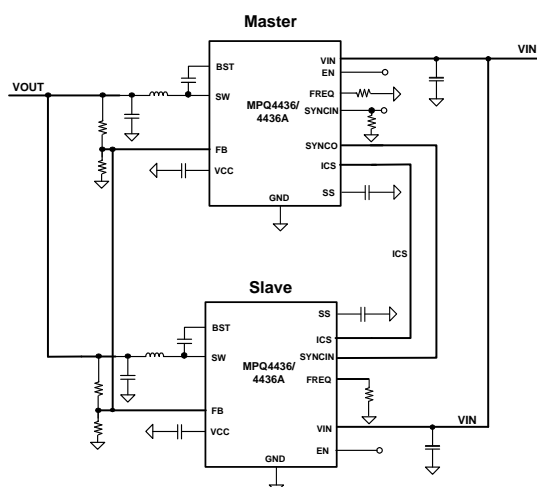 Master
VIN
VOUT
BST
VIN
EN
SW
MPQ4436/
4436A
FREQ
SYNCIN
FB
SYNCO
VCC
ICS
SS
GND
ICS
Slave
SS
BST
ICS
SW
MPQ4436/
4436A
SYNCIN
FREQ
FB
VIN
VIN
VCC
EN
GND